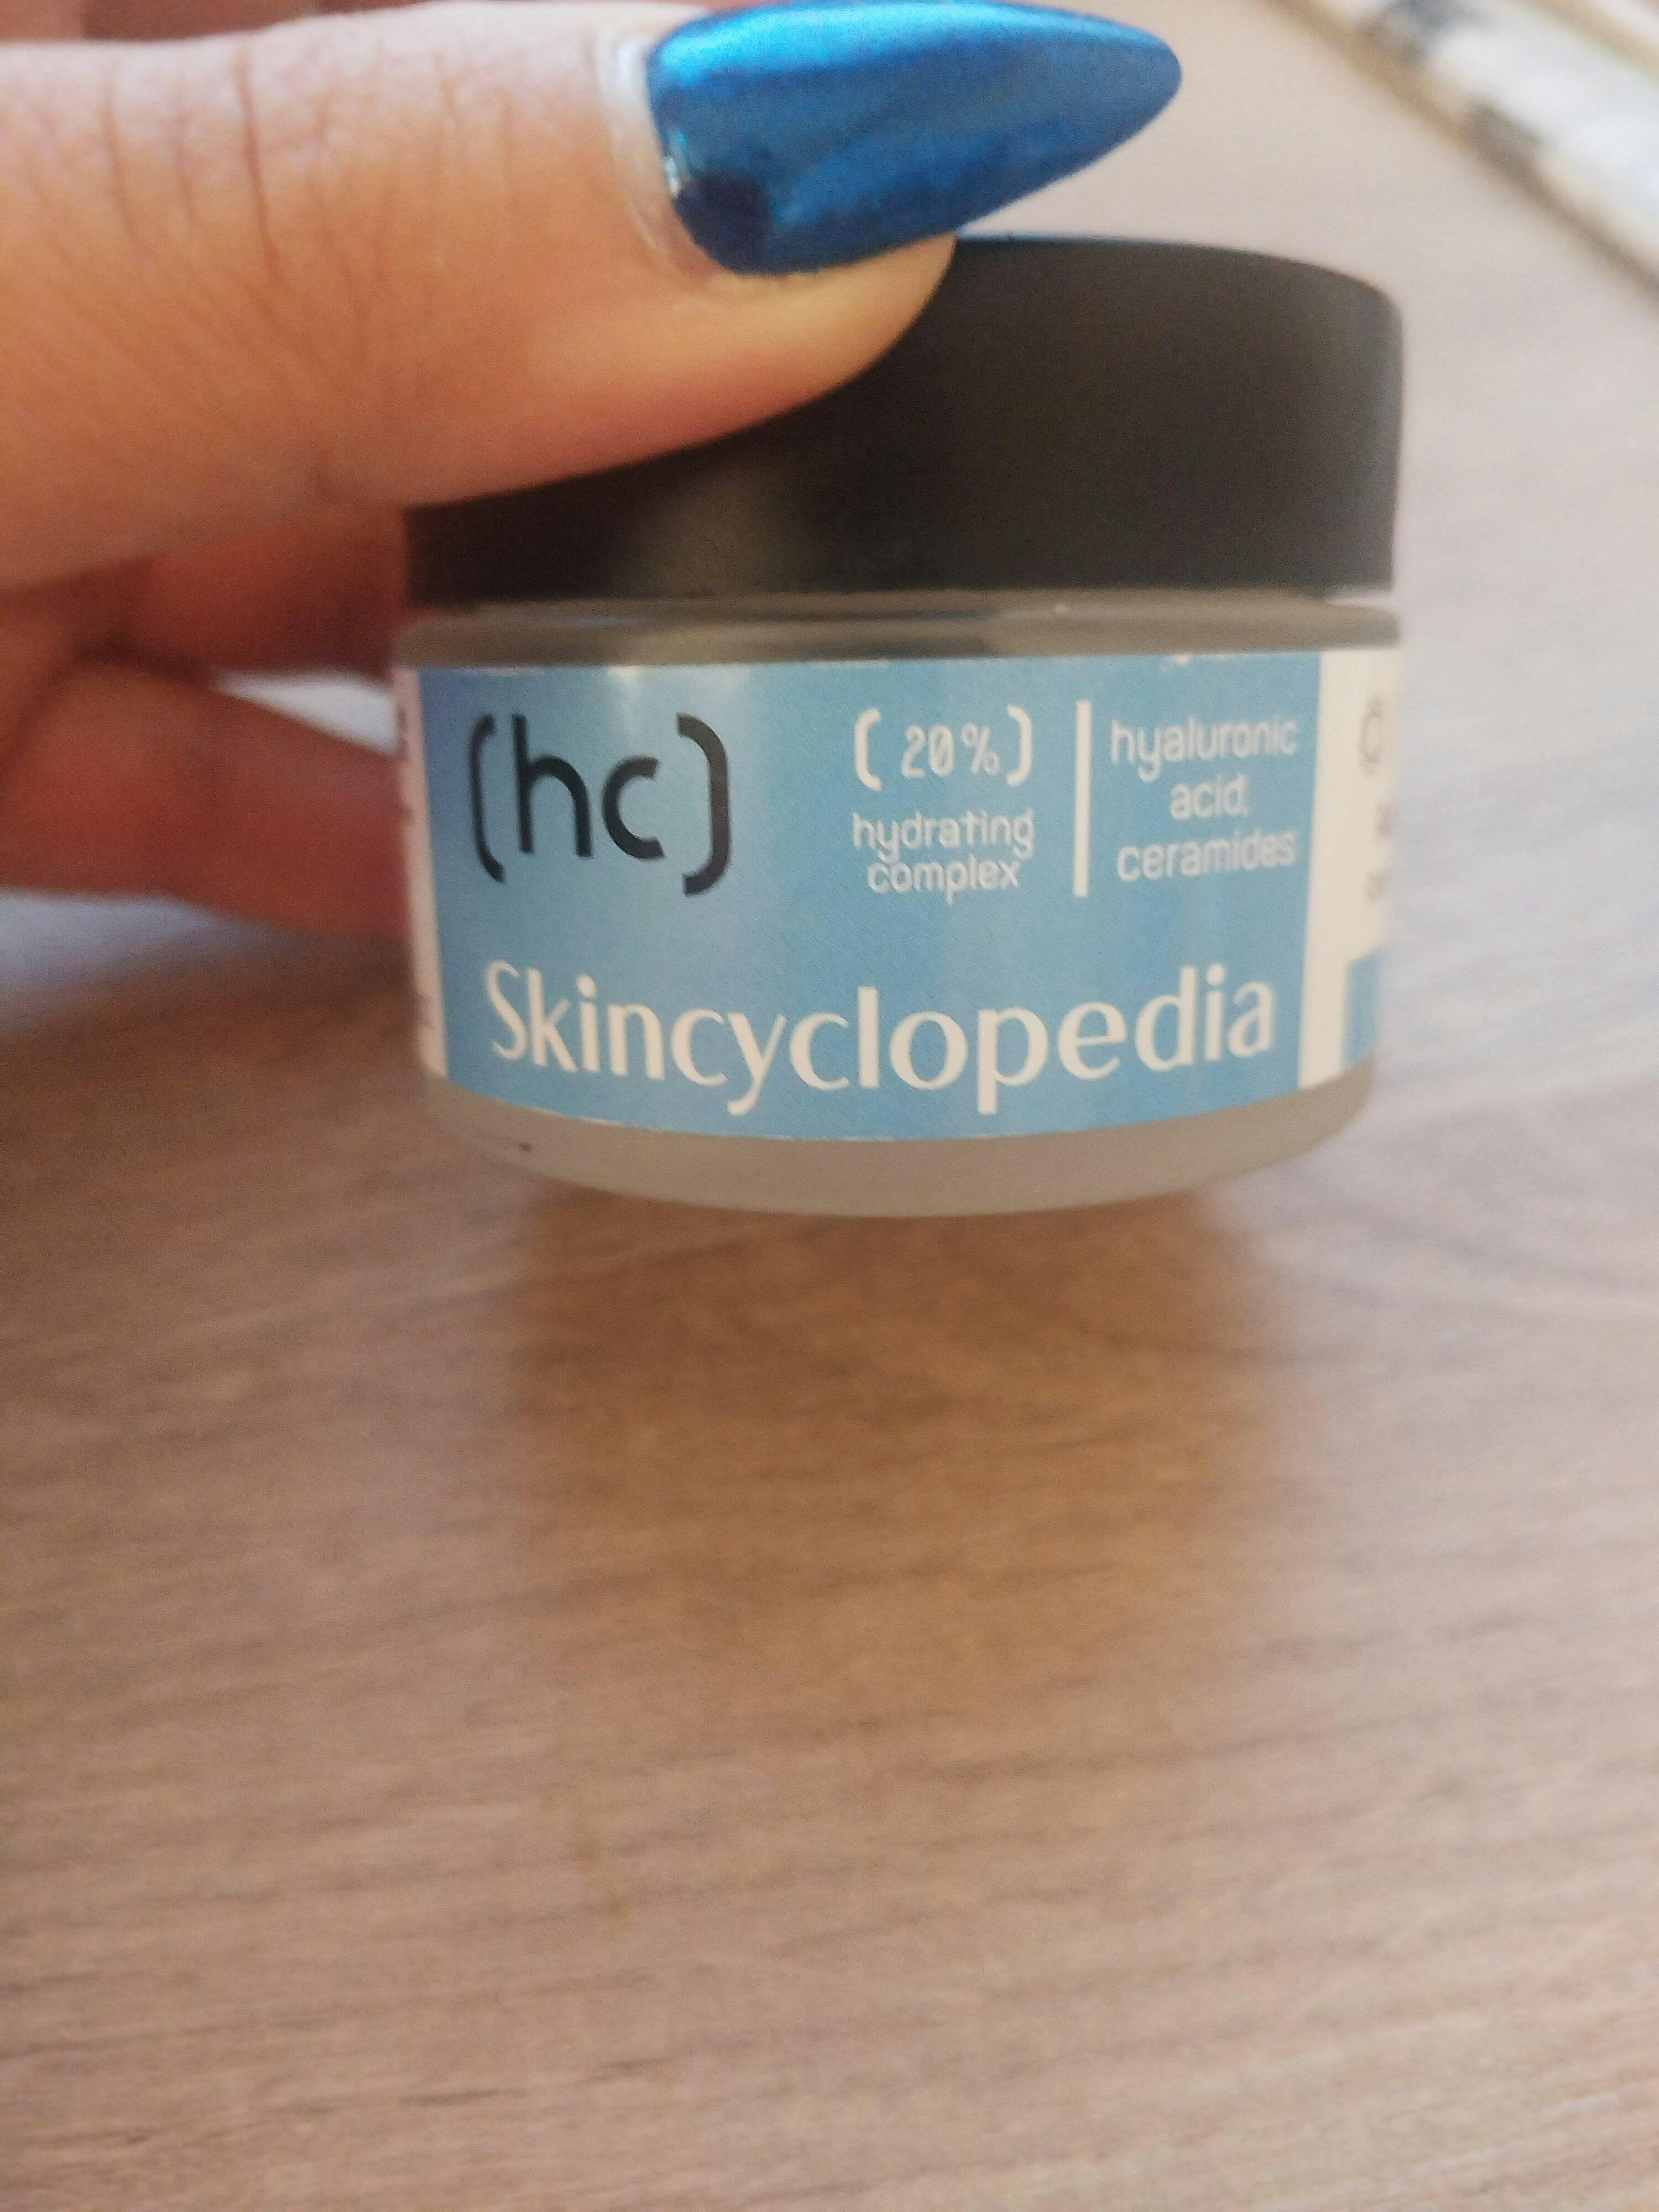 (hc)
(20%)
hydrating
complex
hyaluronic
acid,
ceramides
Skincyclopedia